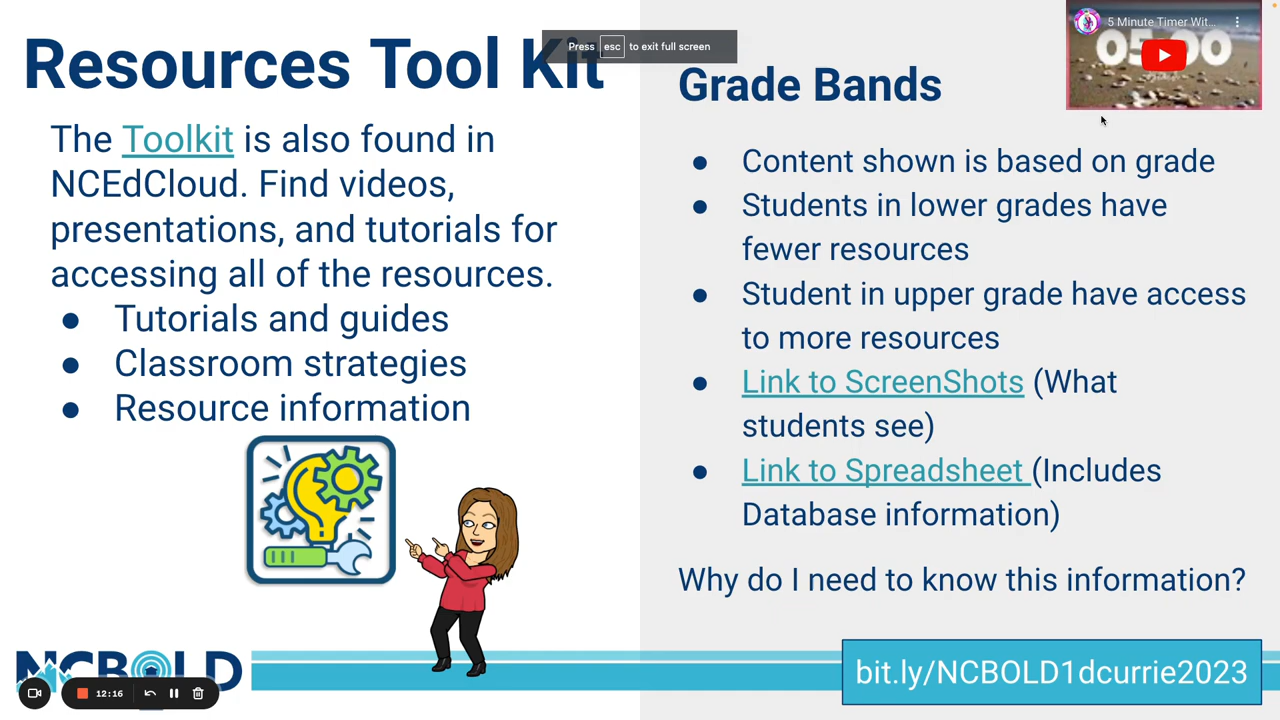 Resources Tool Kit
The Toolkit is also found in
NCEdCloud. Find videos,
presentations, and tutorials for
accessing all of the resources.
● Tutorials and guides
● Classroom strategies
● Resource information
NCBOLD
12:16
Press esc to exit full screen
Grade Bands
5 Minute Timer Wit...
05:00
● Content shown is based on grade
● Students in lower grades have
fewer resources
● Student in upper grade have access
to more resources
● Link to ScreenShots (What
students see)
● Link to Spreadsheet (Includes
Database information)
Why do I need to know this information?
bit.ly/NCBOLD1dcurrie2023